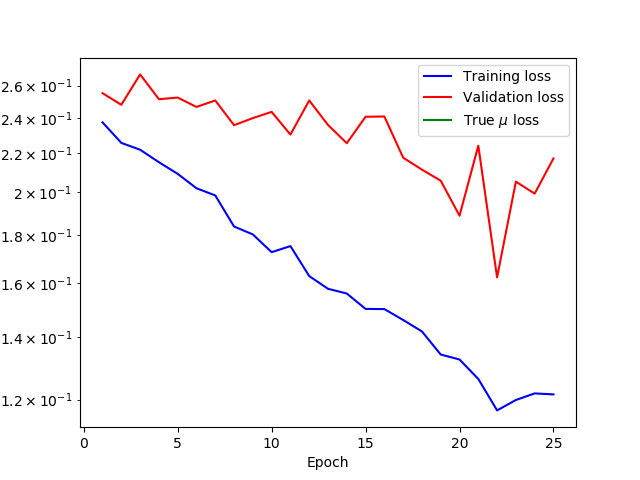 Training loss
Validation loss
True μ loss
2.6 × 10⁻¹
2.4 × 10⁻¹
2.2 × 10⁻¹
2 × 10⁻¹
1.8 × 10⁻¹
1.6 × 10⁻¹
1.4 × 10⁻¹
1.2 × 10⁻¹
0 5 10 15 20 25
Epoch